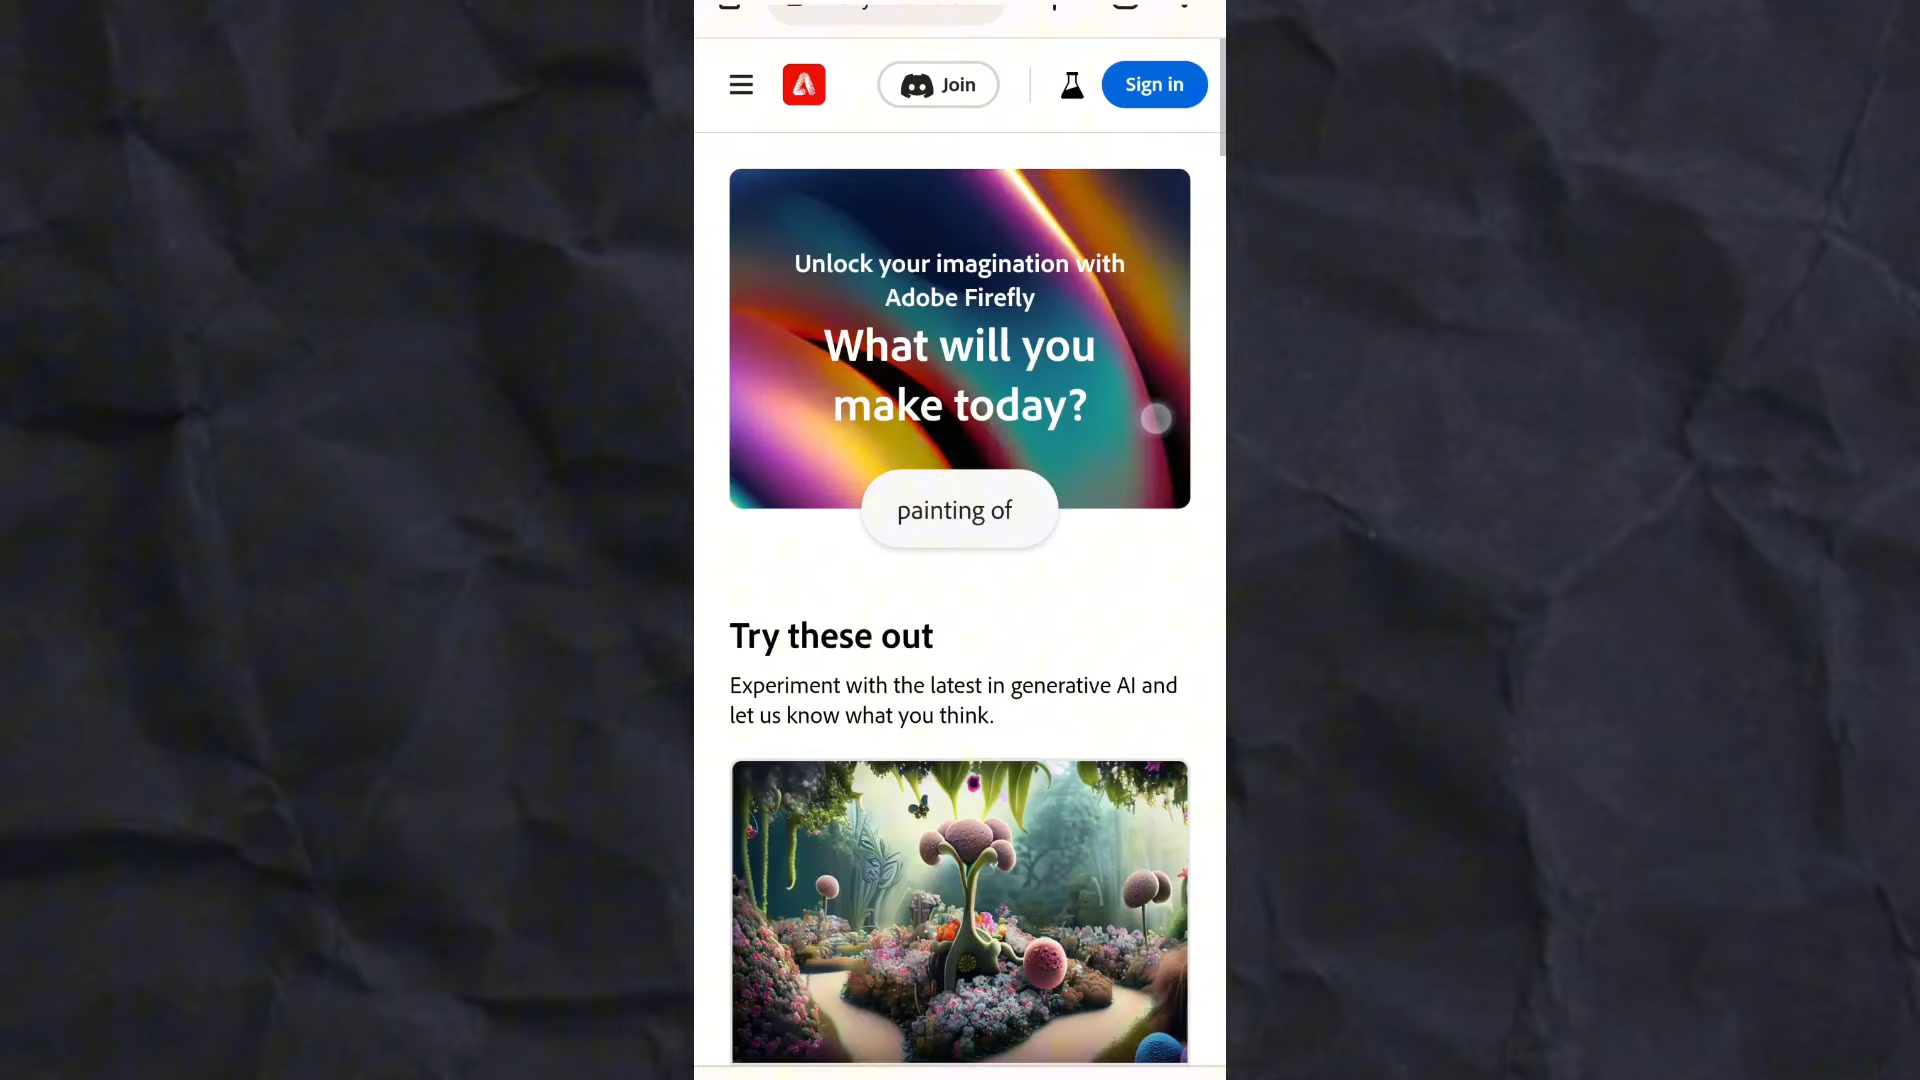 Join
Sign in
Unlock your imagination with
Adobe Firefly
What will you
make today?
painting of
Try these out
Experiment with the latest in generative AI and
let us know what you think.